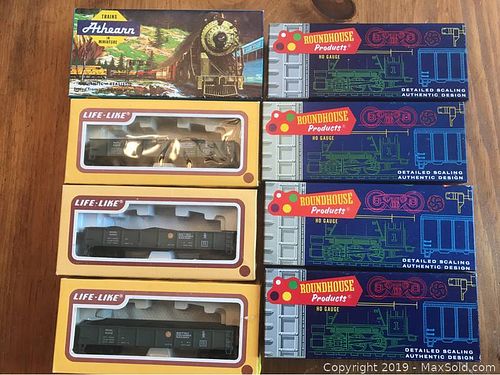 TRAINS
Athearn
IN
MINIATURE
ROUNDHOUSE
Products
HO GAUGE
DETAILED SCALING
AUTHENTIC DESIGN
LIFE-LIKE®
ROUNDHOUSE
Products®
HO GAUGE
DETAILED SCALING
AUTHENTIC DESIGN
LIFE-LIKE®
ROUNDHOUSE
Products®
HO GAUGE
DETAILED SCALING
AUTHENTIC DESIGN
LIFE-LIKE®
ROUNDHOUSE
Products®
HO GAUGE
DETAILED SCALING
AUTHENTIC DESIGN
Copyright 2019 - MaxSold.com